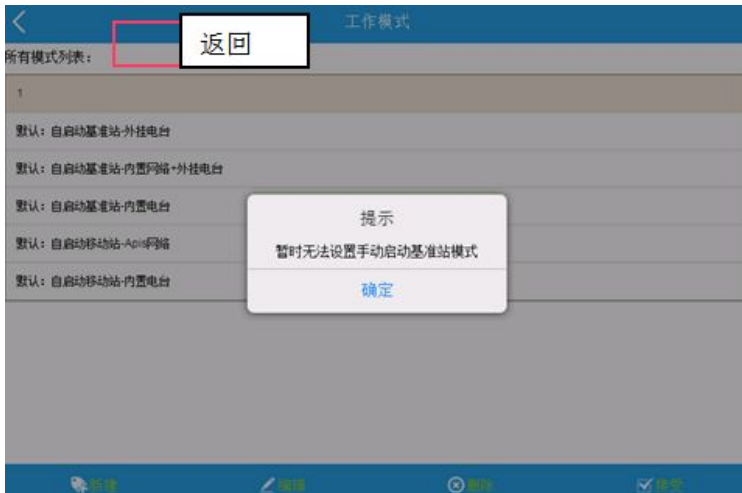 工作模式
返回
所有模式列表：
1
默认：自启动基准站-外挂电台
默认：自启动基准站-内置网络+外挂电台
默认：自启动基准站-内置电台
默认：自启动移动站-Apis网络
默认：自启动移动站-内置电台
提示
暂时无法设置手动启动基准站模式
确定
新建
编辑
删除
接受